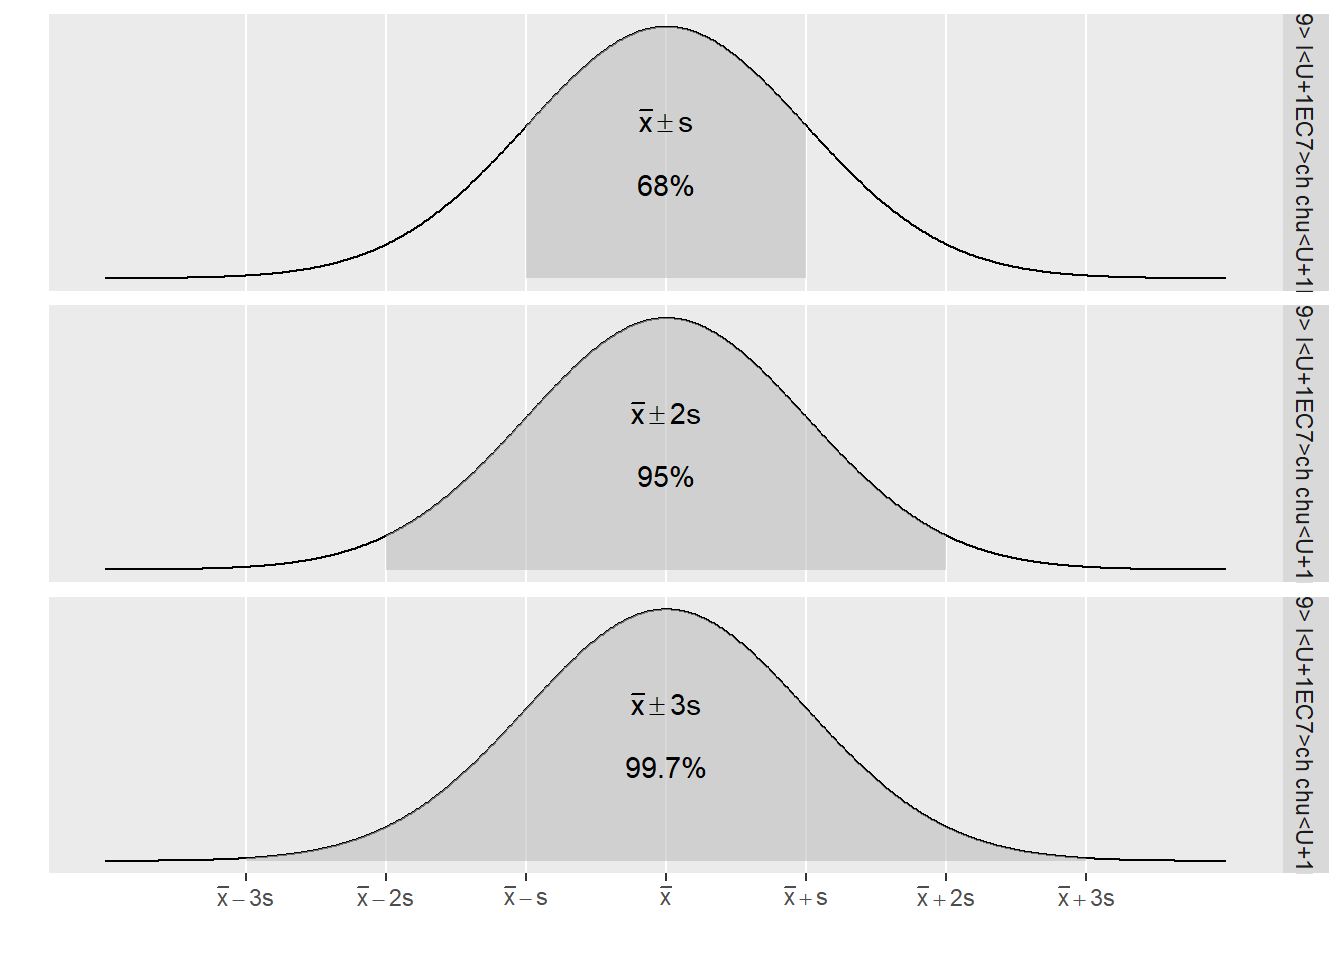 x̅ ± s
68%
9> l<U+1EC7>ch chu<U+1
x̅ ± 2s
95%
9> l<U+1EC7>ch chu<U+1
x̅ ± 3s
99.7%
9> l<U+1EC7>ch chu<U+1
x̅ − 3s x̅ − 2s x̅ − s x̅ x̅ + s x̅ + 2s x̅ + 3s